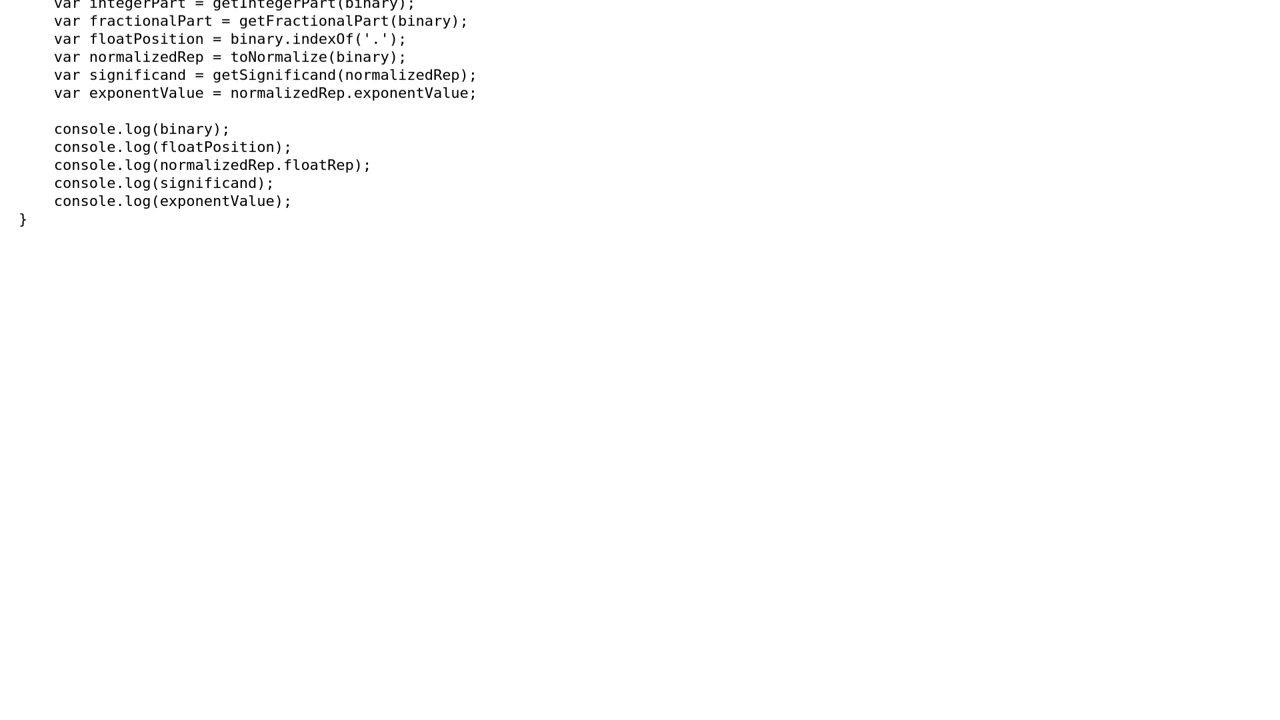 var integerPart = getIntegerPart(binary);
var fractionalPart = getFractionalPart(binary);
var floatPosition = binary.indexOf('.');
var normalizedRep = toNormalize(binary);
var significand = getSignificand(normalizedRep);
var exponentValue = normalizedRep.exponentValue;
console.log(binary);
console.log(floatPosition);
console.log(normalizedRep.floatRep);
console.log(significand);
console.log(exponentValue);
}